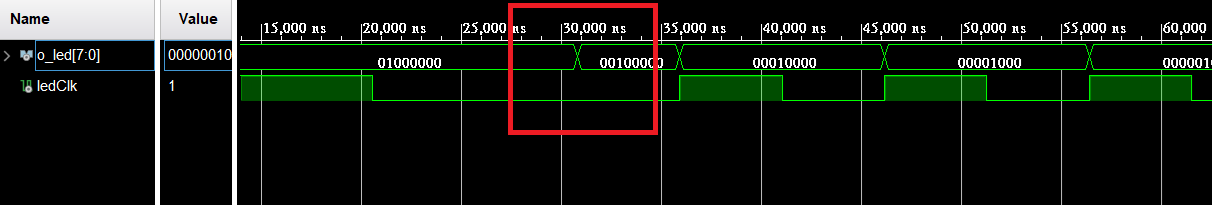 Name Value
15,000 ns 20,000 ns 25,000 ns 30,000 ns 35,000 ns 40,000 ns 45,000 ns 50,000 ns 55,000 ns 60,000
o_led[7:0] 00000010 01000000 00100000 00010000 00001000 0000010
ledClk 1